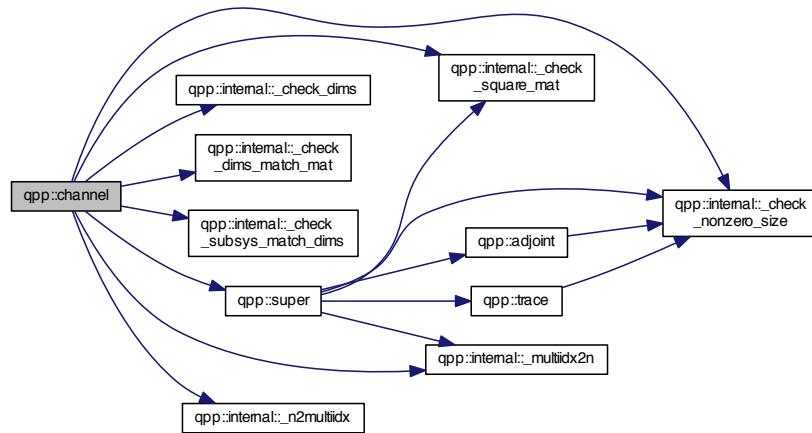 qpp::channel
qpp::internal::_check_dims
qpp::internal::_check
_dims_match_mat
qpp::internal::_check
_subsys_match_dims
qpp::super
qpp::internal::_n2multiidx
qpp::internal::_check
_square_mat
qpp::adjoint
qpp::trace
qpp::internal::_multiidx2n
qpp::internal::_check
_nonzero_size